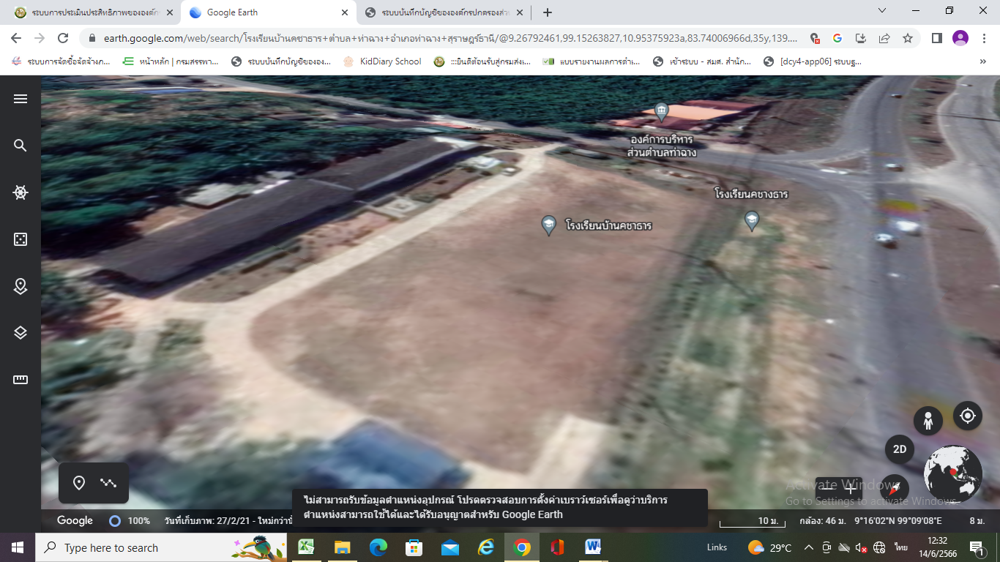 ระบบการประเมินประสิทธิภาพขององค์ก
Google Earth
ระบบบันทึกบัญชีขององค์กรปกครองส่วน
earth.google.com/web/search/โรงเรียนบ้านคชาธาร+ตำบล+ท่าฉาง+อำเภอท่าฉาง+สุราษฎร์ธานี/@9.26792461,99.15263827,10.95375923a,83.74006966d,35y,139....
ระบบการจัดซื้อจัดจ้างภ...
หน้าหลัก | กรมสรรพา...
ระบบบันทึกบัญชีขององ...
KidDiary School
:::ยินดีต้อนรับสู่กรมส่งเ...
แบบรายงานผลการดำเ...
เข้าระบบ - สมศ. สำนัก...
[dcy4-app06] ระบบฐ...
»
องค์การบริหาร
ส่วนตำบลท่าฉาง
โรงเรียนคชางธาร
โรงเรียนบ้านคชาธาร
2D
Activate Windows
Go to Settings to activate Windows.
ไม่สามารถรับข้อมูลตำแหน่งอุปกรณ์ โปรดตรวจสอบการตั้งค่าเบราว์เซอร์เพื่อดูว่าบริการ
ตำแหน่งสามารถใช้ได้และได้รับอนุญาตสำหรับ Google Earth
Google
100%
วันที่เก็บภาพ: 27/2/21 - ใหม่กว่า
10 ม.
กล้อง: 46 ม.
9°16'02"N 99°09'08"E
8 ม.
Type here to search
Links
29°C
ไทย
12:32
14/6/2566
1